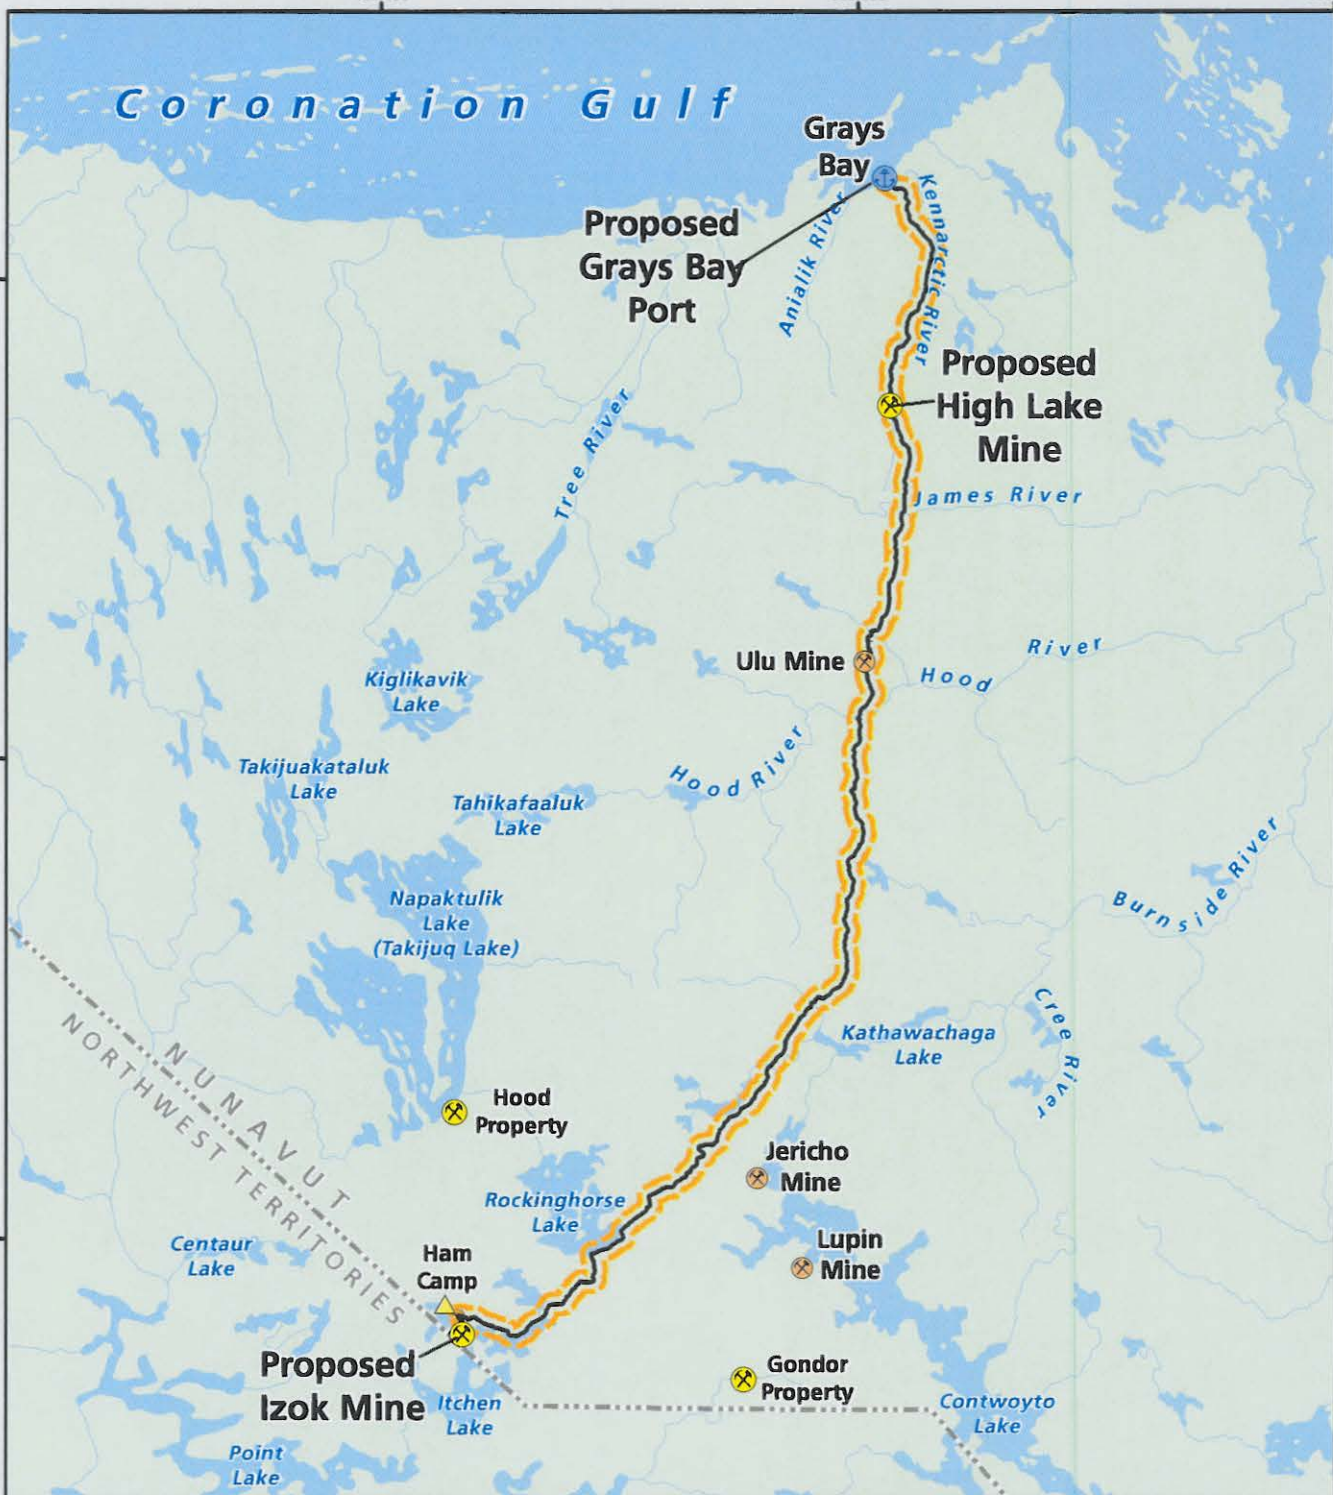 Coronation Gulf
Grays
Bay
Kennarctic River
Anialik River
Proposed
Grays Bay
Port
Proposed
High Lake
Mine
Tree River
James River
Ulu Mine
Hood River
Kiglikavik
Lake
Takijuakataluk
Lake
Hood River
Tahikafaaluk
Lake
Burnside River
Napaktulik
Lake
(Takijuq Lake)
Cree River
Kathawachaga
Lake
NUNAVUT
NORTHWEST TERRITORIES
Hood
Property
Jericho
Mine
Rockinghorse
Lake
Centaur
Lake
Ham
Camp
Lupin
Mine
Proposed
Izok Mine
Gondor
Property
Itchen
Lake
Contwoyto
Lake
Point
Lake